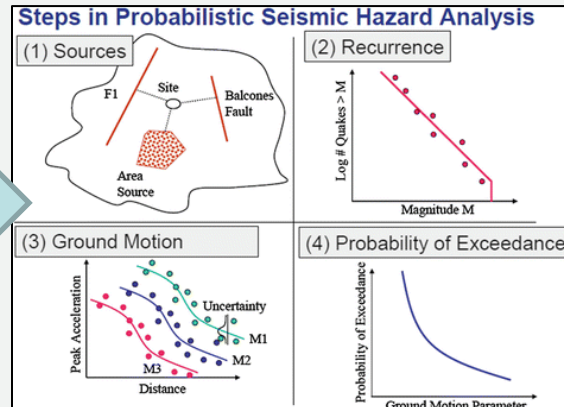 Steps in Probabilistic Seismic Hazard Analysis
(1) Sources
F1
Site
Balcones
Fault
Area
Source
(2) Recurrence
Log # Quakes > M
Magnitude M
(3) Ground Motion
Peak Acceleration
Uncertainty
M1
M2
M3
Distance
(4) Probability of Exceedance
Probability of Exceedance
Ground Motion Parameter